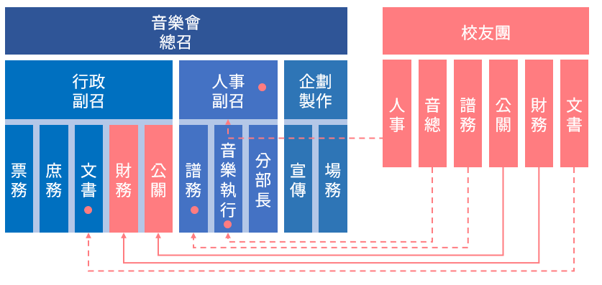 音樂會
總召
校友團
行政
副召
人事
副召
企劃
製作
人事
音總
譜務
公關
財務
文書
票務
庶務
文書
財務
公關
譜務
音樂執行
分部長
宣傳
場務